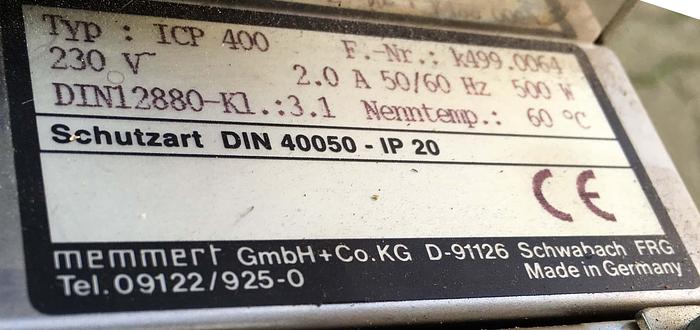 Typ : ICP 400 F.-Nr.: k499.0064
230 V~ 2.0 A 50/60 Hz 500 W
DIN12880-Kl.:3.1 Nenntemp.: 60 °C
Schutzart DIN 40050 - IP 20
CE
memmert GmbH+Co.KG D-91126 Schwabach FRG
Tel. 09122/925-0 Made in Germany